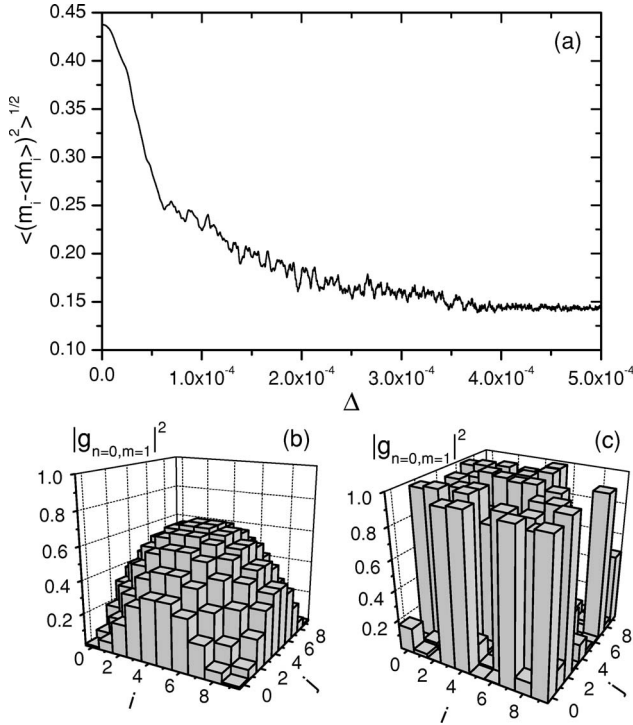 0.45
(a)
0.40
0.35
0.30
0.25
0.20
0.15
0.10
<(m_i-<m_i>)^2>^1/2
0.0 1.0x10^-4 2.0x10^-4 3.0x10^-4 4.0x10^-4 5.0x10^-4
Δ
|g_n=0,m=1|^2 (b)
1.0
0.8
0.6
0.4
0.2
0 2 4 6 8
i
0 2 4 6 8
j
|g_n=0,m=1|^2 (c)
1.0
0.8
0.6
0.4
0.2
0 2 4 6 8
i
0 2 4 6 8
j